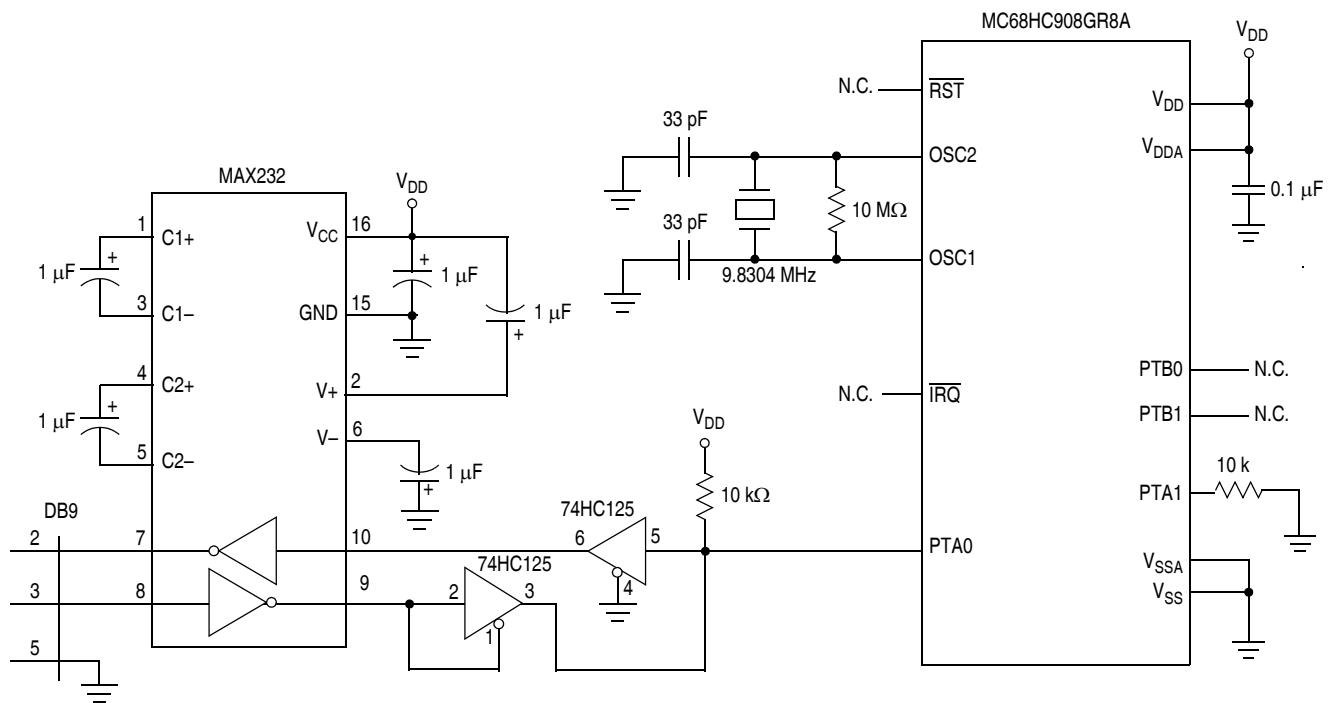 MC68HC908GR8A
V_DD
N.C.
RST
V_DD
33 pF
OSC2
V_DDA
MAX232
V_DD
10 MΩ
0.1 µF
33 pF
1
C1+
V_CC
16
OSC1
1 µF
+
+
1 µF
9.8304 MHz
3
C1–
GND
15
1 µF
+
4
C2+
V+
2
PTB0
N.C.
N.C.
IRQ
1 µF
+
V_DD
PTB1
N.C.
V–
6
5
C2–
1 µF
+
10 kΩ
10 k
PTA1
DB9
74HC125
2
7
10
6
5
PTA0
74HC125
4
V_SSA
3
8
9
2
3
V_SS
1
5